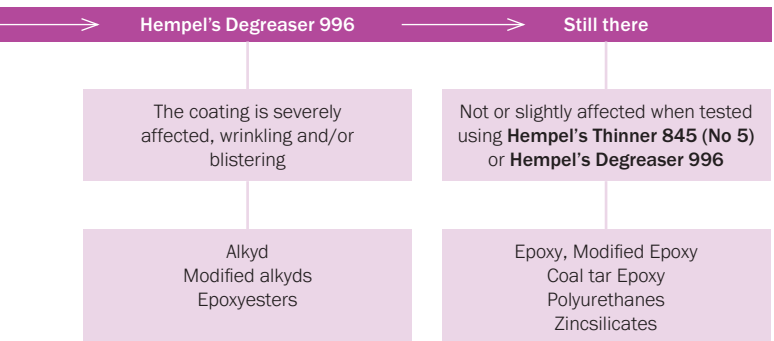 Hempel's Degreaser 996
Still there
The coating is severely
affected, wrinkling and/or
blistering
Not or slightly affected when tested
using Hempel's Thinner 845 (No 5)
or Hempel's Degreaser 996
Alkyd
Modified alkyds
Epoxyesters
Epoxy, Modified Epoxy
Coal tar Epoxy
Polyurethanes
Zincsilicates